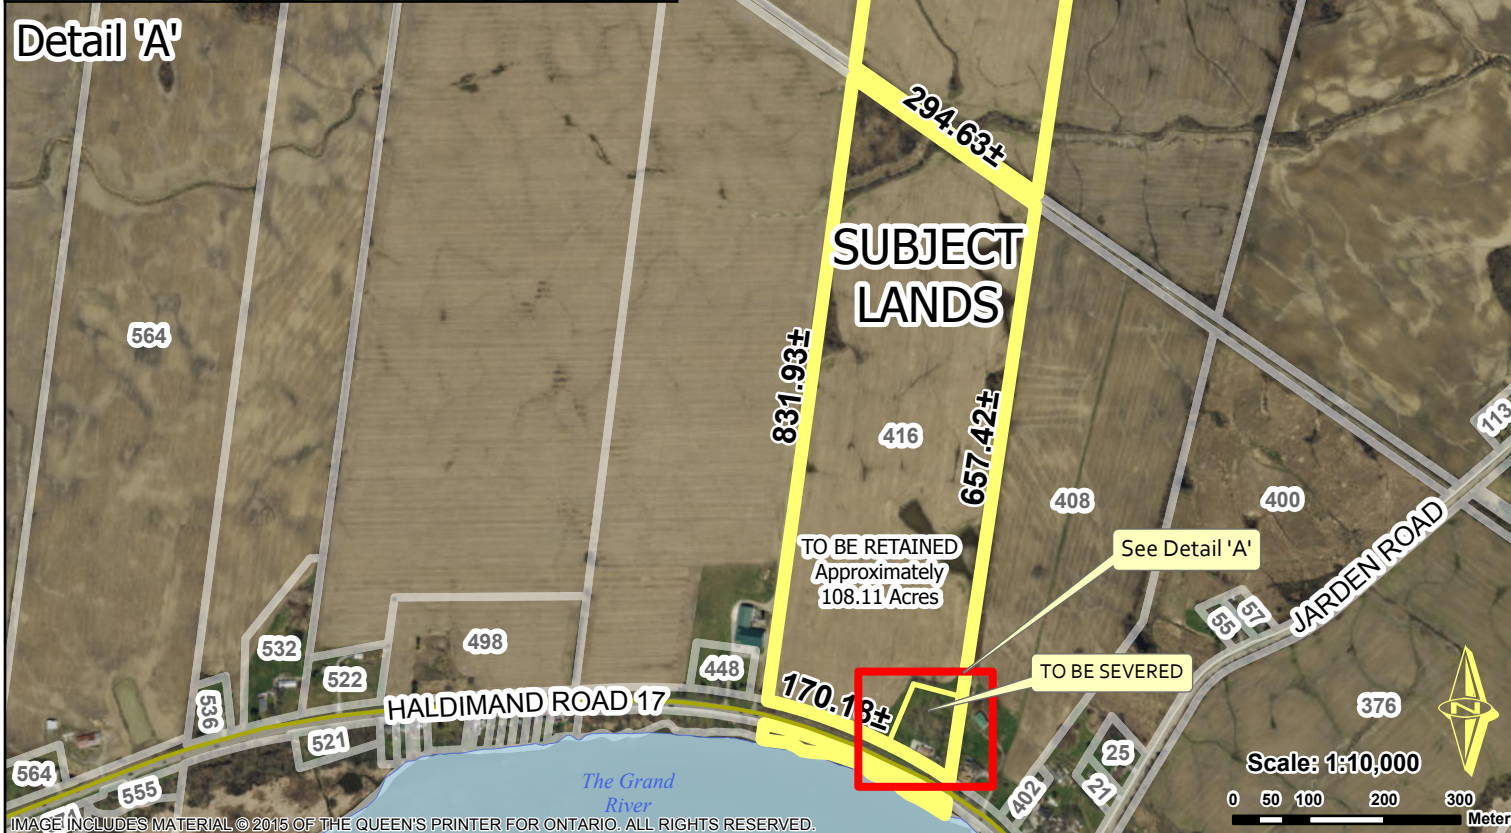 Detail 'A'
294.63±
SUBJECT
LANDS
564
831.93±
657.42±
416
408
400
113
See Detail 'A'
TO BE RETAINED
Approximately
108.11 Acres
JARDEN ROAD
55
57
532
498
522
448
TO BE SEVERED
536
HALDIMAND ROAD 17
170.18±
376
N
521
25
564
555
21
402
The Grand
River
Scale: 1:10,000
0 50 100 200 300
Meter
IMAGE INCLUDES MATERIAL © 2015 OF THE QUEEN'S PRINTER FOR ONTARIO. ALL RIGHTS RESERVED.